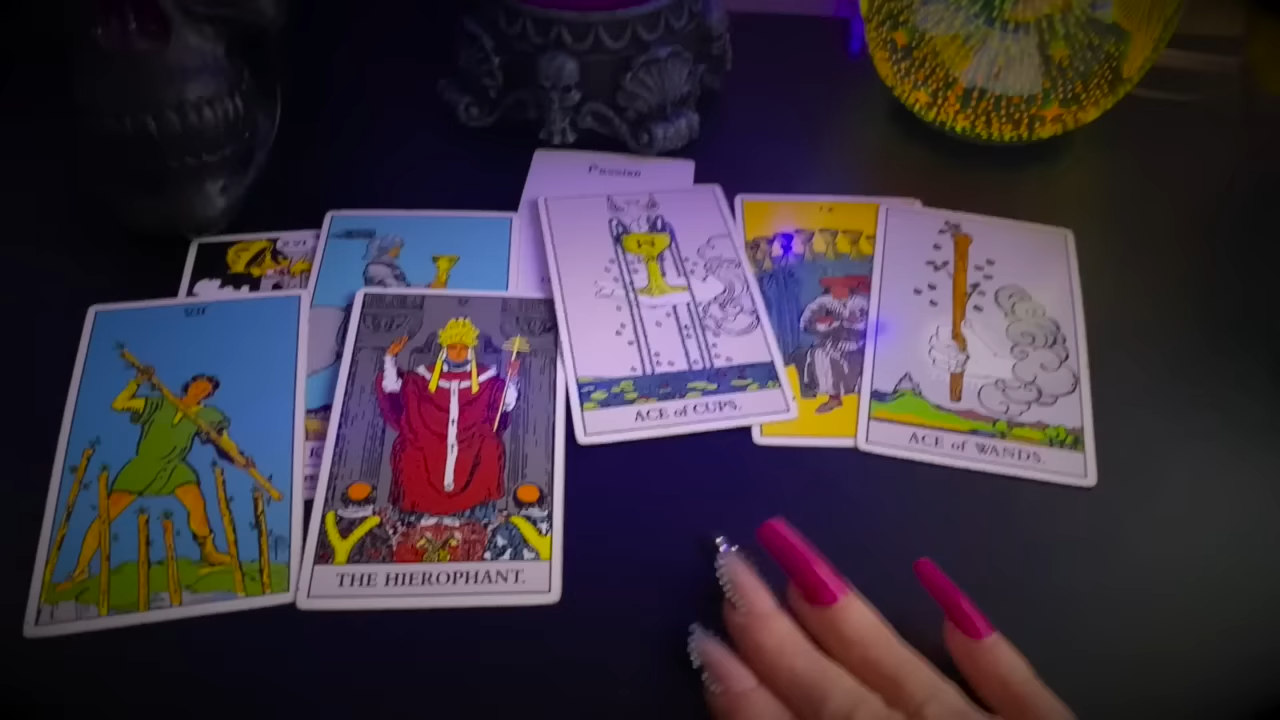 Passion
ACE of CUPS.
ACE of WANDS.
THE HIEROPHANT.